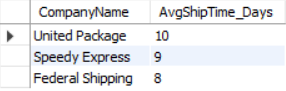 CompanyName AvgShipTime_Days
United Package 10
Speedy Express 9
Federal Shipping 8